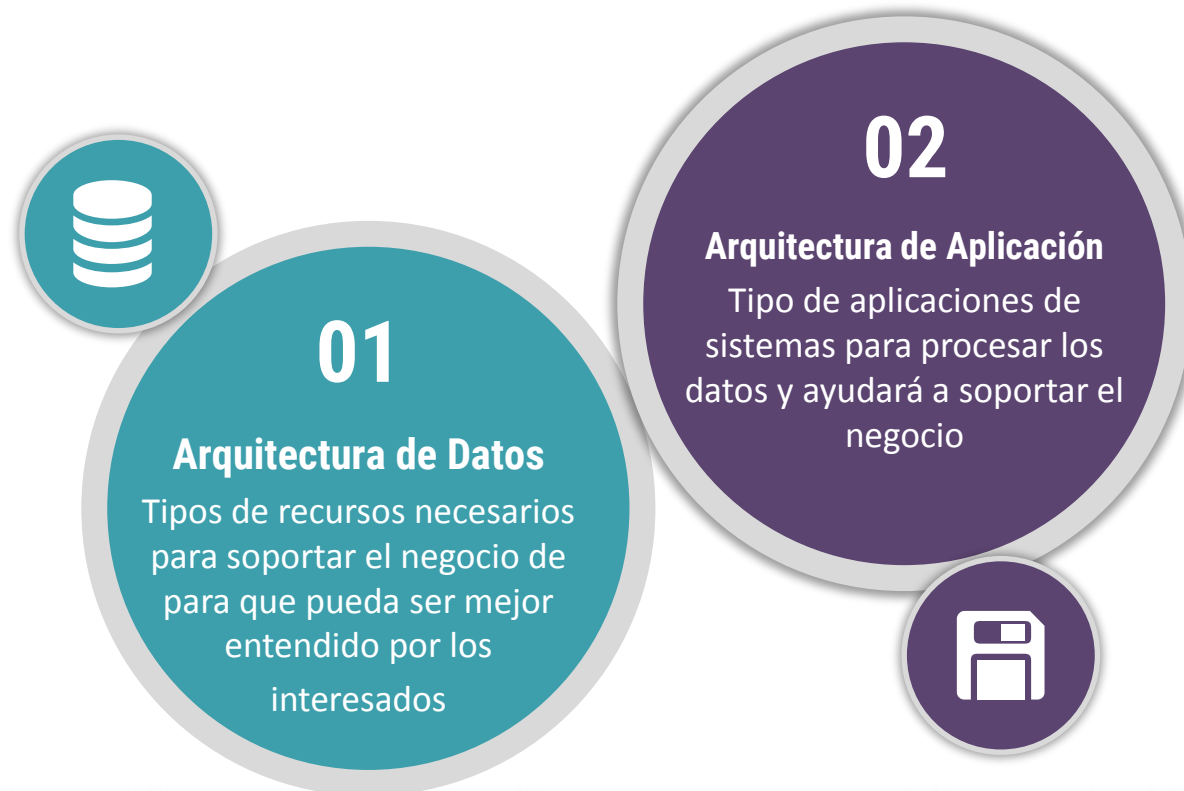 01
Arquitectura de Datos
Tipos de recursos necesarios
para soportar el negocio de
para que pueda ser mejor
entendido por los
interesados
02
Arquitectura de Aplicación
Tipo de aplicaciones de
sistemas para procesar los
datos y ayudará a soportar el
negocio